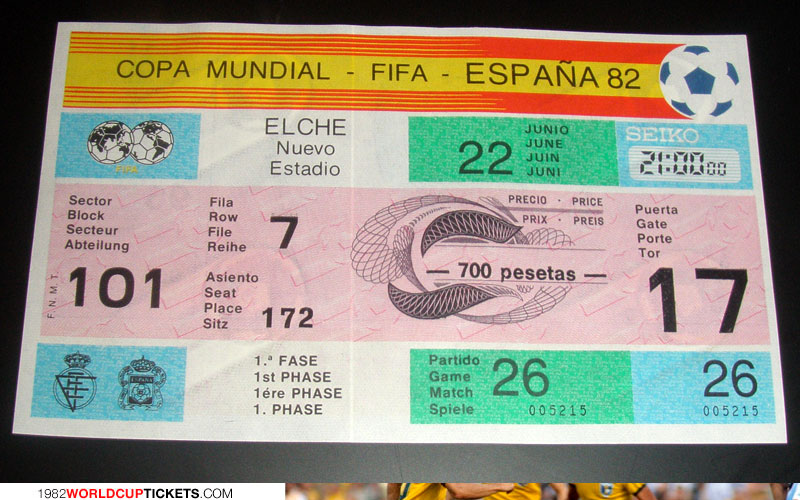 COPA MUNDIAL - FIFA - ESPAÑA 82
FIFA
ELCHE
Nuevo
Estadio
22
JUNIO
JUNE
JUIN
JUNI
SEIKO
21:00:00
Sector
Block
Secteur
Abteilung
101
F.N.M.T.
Fila
Row
File
Reihe
7
Asiento
Seat
Place
Sitz
172
PRECIO · PRICE
PRIX · PREIS
— 700 pesetas —
Puerta
Gate
Porte
Tor
17
ESPAÑA
1.ª FASE
1st PHASE
1ére PHASE
1. PHASE
Partido
Game
Match
Spiele
26
005215
26
005215
1982WORLDCUPTICKETS.COM